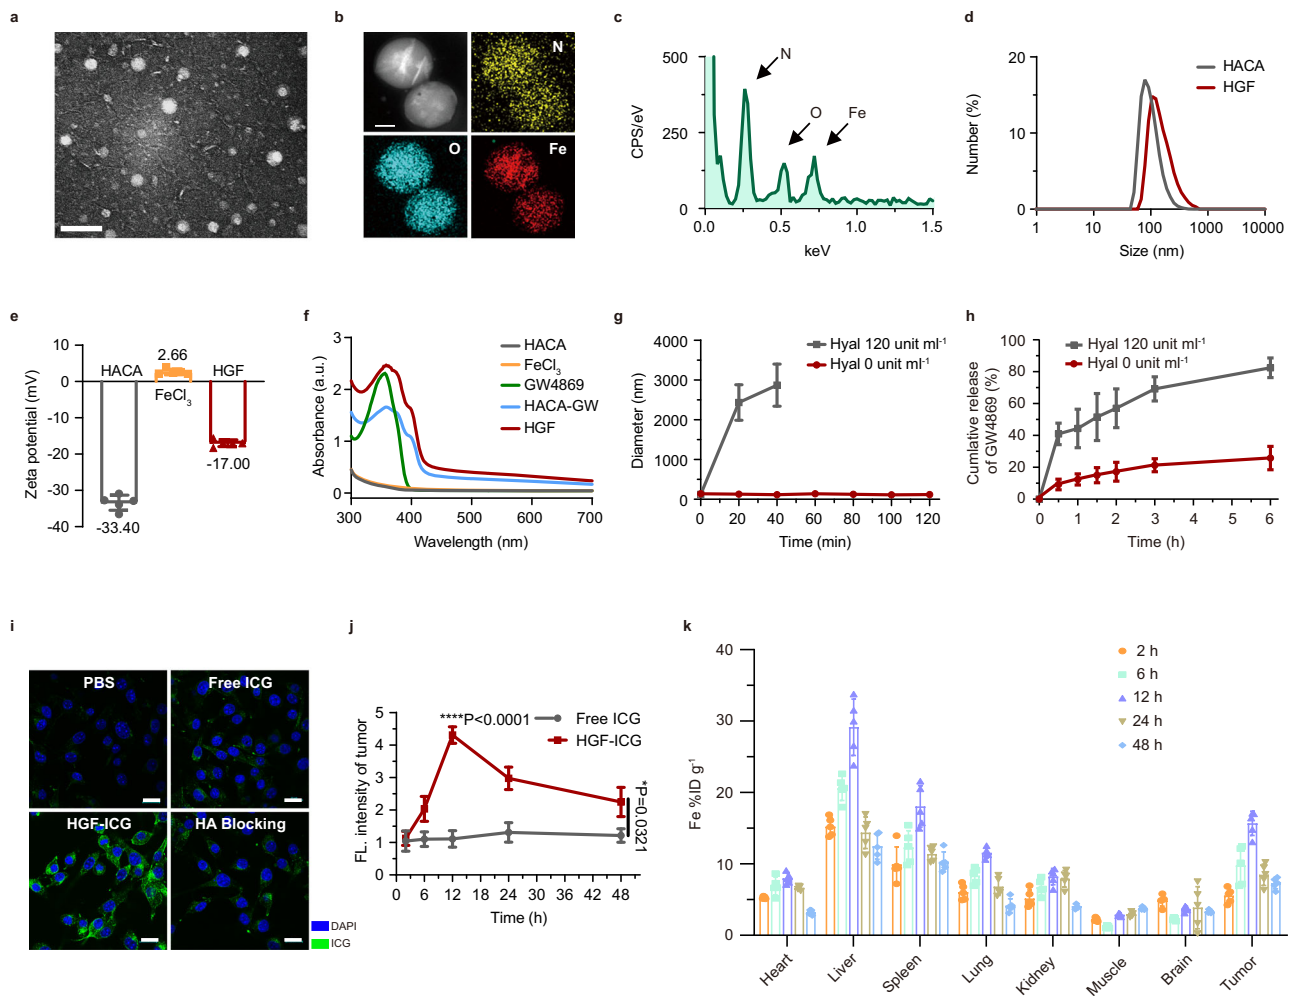 a
b
N
O
Fe
c
500
250
0
CPS/eV
N
O
Fe
0.0
0.5
1.0
1.5
keV
d
20
10
0
Number (%)
HACA
HGF
1
10
100
1000
10000
Size (nm)
e
10
0
-10
-20
-30
-40
Zeta potential (mV)
2.66
HACA
HGF
FeCl3
-17.00
-33.40
f
3
2
1
0
Absorbance (a.u.)
HACA
FeCl3
GW4869
HACA-GW
HGF
300
400
500
600
700
Wavelength (nm)
g
4000
3000
2000
1000
0
Diameter (nm)
Hyal 120 unit ml-1
Hyal 0 unit ml-1
0
20
40
60
80
100
120
Time (min)
h
100
80
60
40
20
0
Cumlative release
of GW4869 (%)
Hyal 120 unit ml-1
Hyal 0 unit ml-1
0
1
2
3
4
5
6
Time (h)
i
PBS
Free ICG
HGF-ICG
HA Blocking
DAPI
ICG
j
5
4
3
2
1
0
FL. intensity of tumor
****P<0.0001
Free ICG
HGF-ICG
*P=0.0321
0
6
12
18
24
30
36
42
48
Time (h)
k
40
30
20
10
0
Fe %ID g-1
2 h
6 h
12 h
24 h
48 h
Heart
Liver
Spleen
Lung
Kidney
Muscle
Brain
Tumor